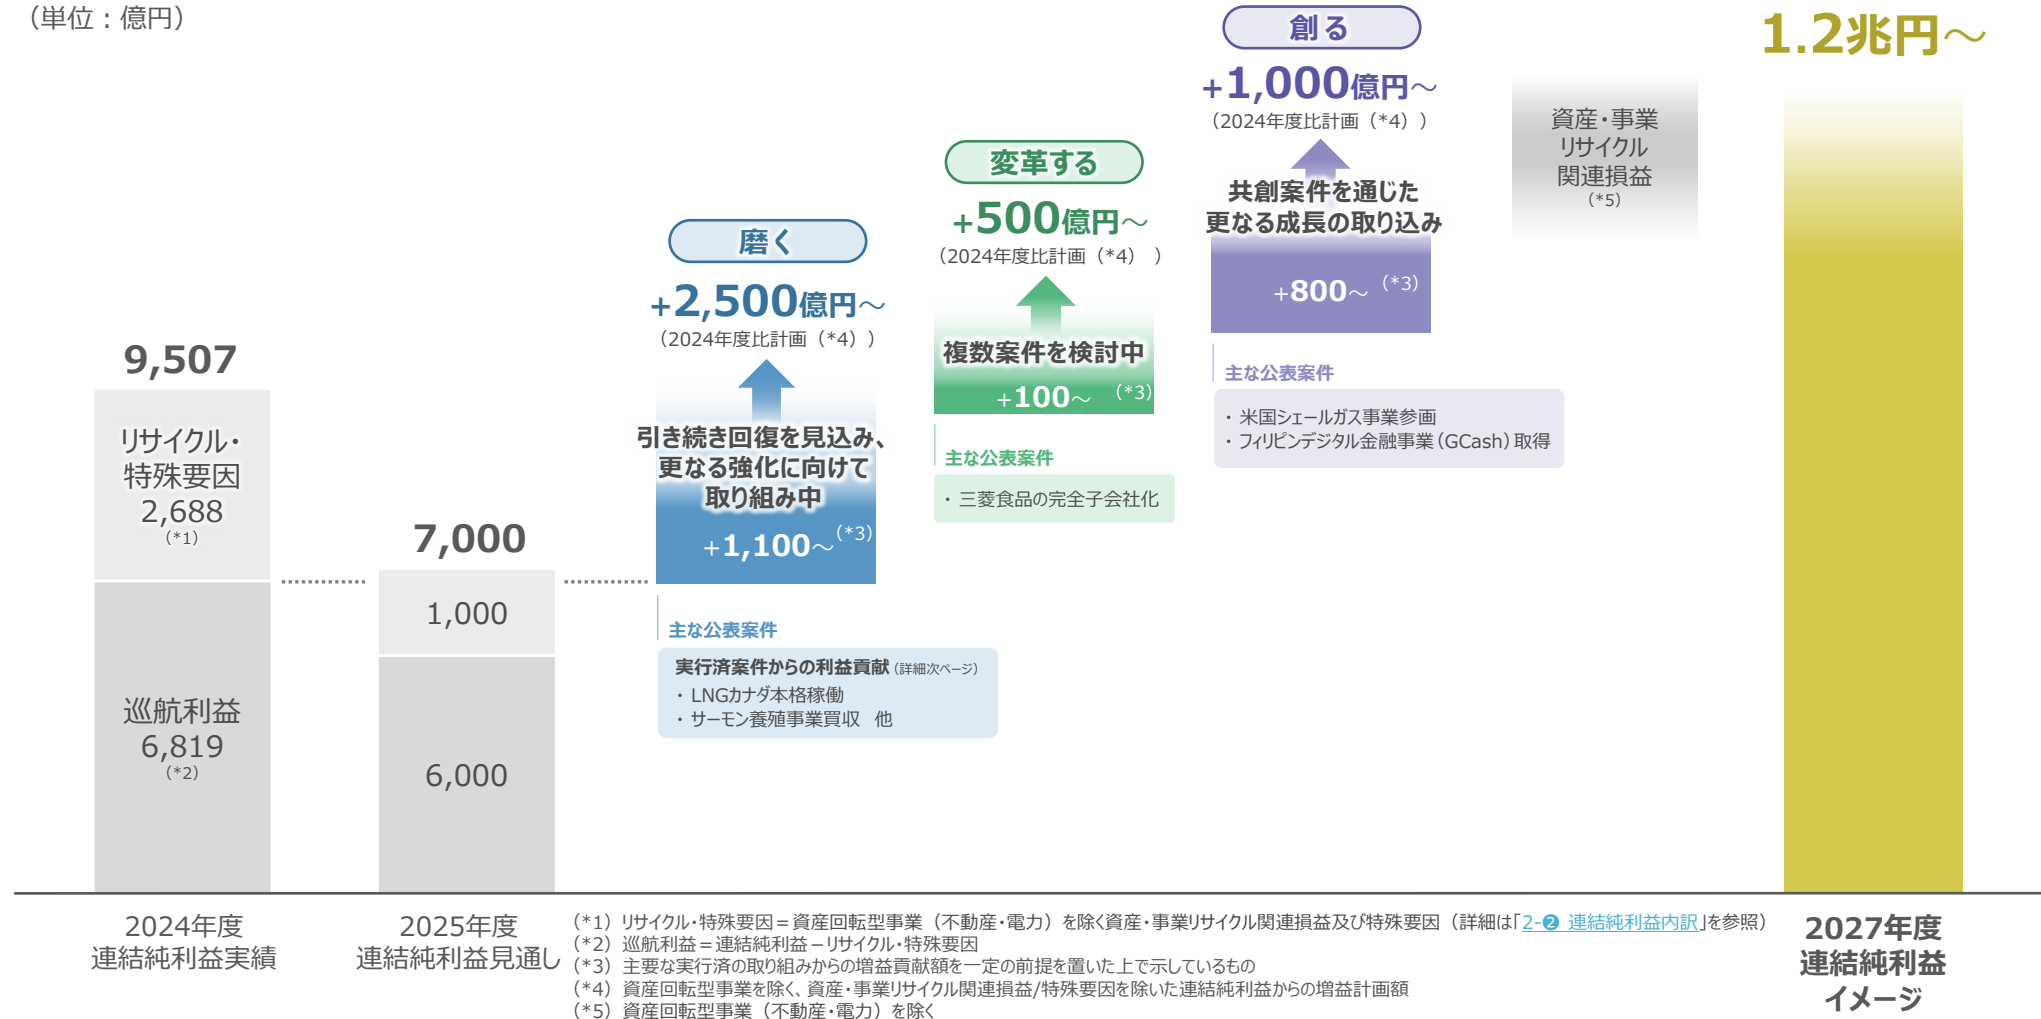 （単位：億円）
9,507
リサイクル・
特殊要因
2,688
（*1）
巡航利益
6,819
（*2）
2024年度
連結純利益実績
7,000
1,000
6,000
2025年度
連結純利益見通し
磨く
+2,500億円～
（2024年度比計画（*4））
引き続き回復を見込み、
更なる強化に向けて
取り組み中
+1,100～（*3）
主な公表案件
実行済案件からの利益貢献（詳細次ページ）
・ LNGカナダ本格稼働
・ サーモン養殖事業買収　他
変革する
+500億円～
（2024年度比計画（*4）　）
複数案件を検討中
+100～（*3）
主な公表案件
・ 三菱食品の完全子会社化
創る
+1,000億円～
（2024年度比計画（*4））
共創案件を通じた
更なる成長の取り込み
+800～（*3）
主な公表案件
・ 米国シェールガス事業参画
・ フィリピンデジタル金融事業（GCash）取得
資産・事業
リサイクル
関連損益
（*5）
1.2兆円～
2027年度
連結純利益
イメージ
（*1）リサイクル・特殊要因＝資産回転型事業（不動産・電力）を除く資産・事業リサイクル関連損益及び特殊要因（詳細は「2-❷ 連結純利益内訳」を参照）
（*2）巡航利益＝連結純利益－リサイクル・特殊要因
（*3）主要な実行済の取り組みからの増益貢献額を一定の前提を置いた上で示しているもの
（*4）資産回転型事業を除く、資産・事業リサイクル関連損益/特殊要因を除いた連結純利益からの増益計画額
（*5）資産回転型事業（不動産・電力）を除く